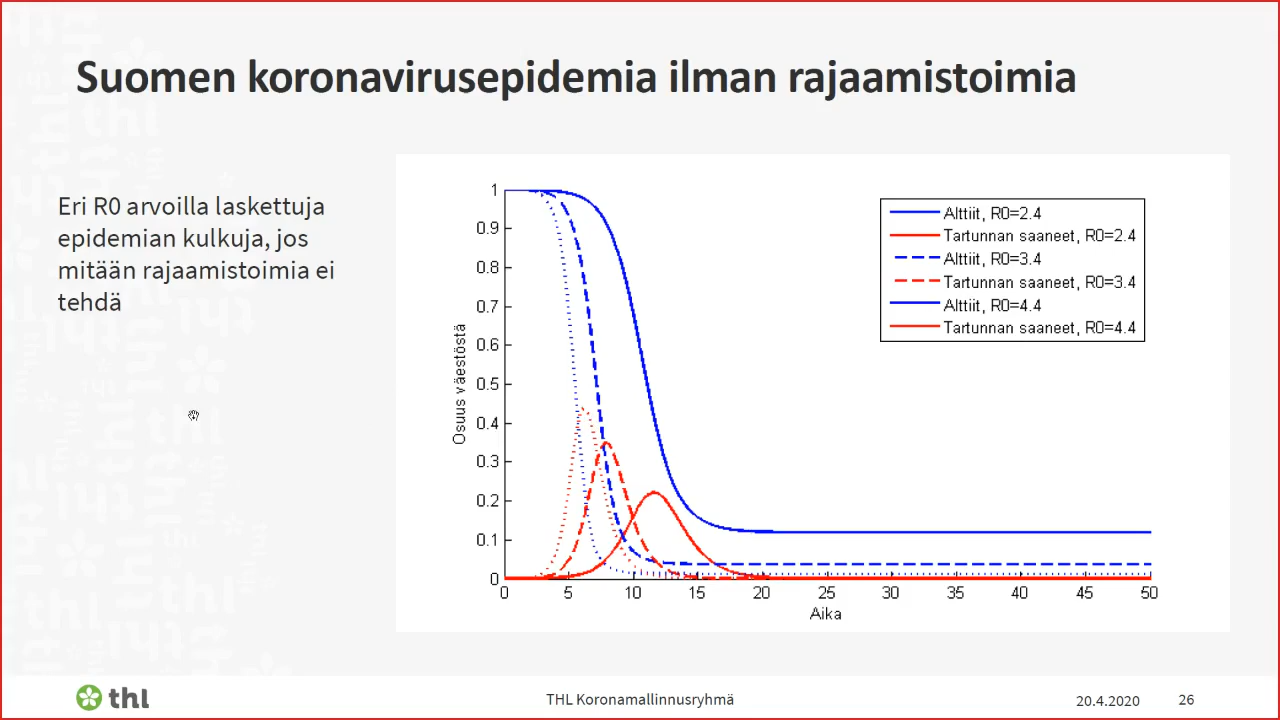 Suomen koronavirusepidemia ilman rajaamistoimia
Eri R0 arvoilla laskettuja
epidemian kulkuja, jos
mitään rajaamistoimia ei
tehdä
Alttiit, R0=2.4
Tartunnan saaneet, R0=2.4
Alttiit, R0=3.4
Tartunnan saaneet, R0=3.4
Alttiit, R0=4.4
Tartunnan saaneet, R0=4.4
Osuus väestöstä
1
0.9
0.8
0.7
0.6
0.5
0.4
0.3
0.2
0.1
0
0 5 10 15 20 25 30 35 40 45 50
Aika
thl
THL Koronamallinnusryhmä
20.4.2020
26